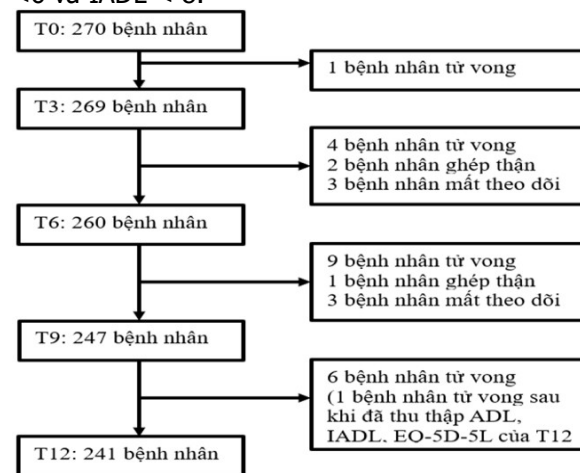 T0: 270 bệnh nhân
1 bệnh nhân tử vong
T3: 269 bệnh nhân
4 bệnh nhân tử vong
2 bệnh nhân ghép thận
3 bệnh nhân mất theo dõi
T6: 260 bệnh nhân
9 bệnh nhân tử vong
1 bệnh nhân ghép thận
3 bệnh nhân mất theo dõi
T9: 247 bệnh nhân
6 bệnh nhân tử vong
(1 bệnh nhân tử vong sau
khi đã thu thập ADL,
IADL, EQ-5D-5L của T12
T12: 241 bệnh nhân